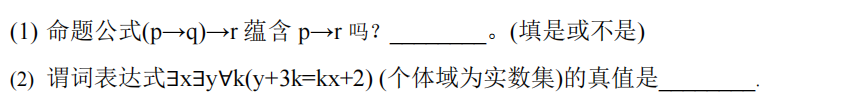 (1) 命题公式(p→q)→r 蕴含 p→r 吗？ ________。(填是或不是)
(2) 谓词表达式∃x∃y∀k(y+3k=kx+2) (个体域为实数集)的真值是________.